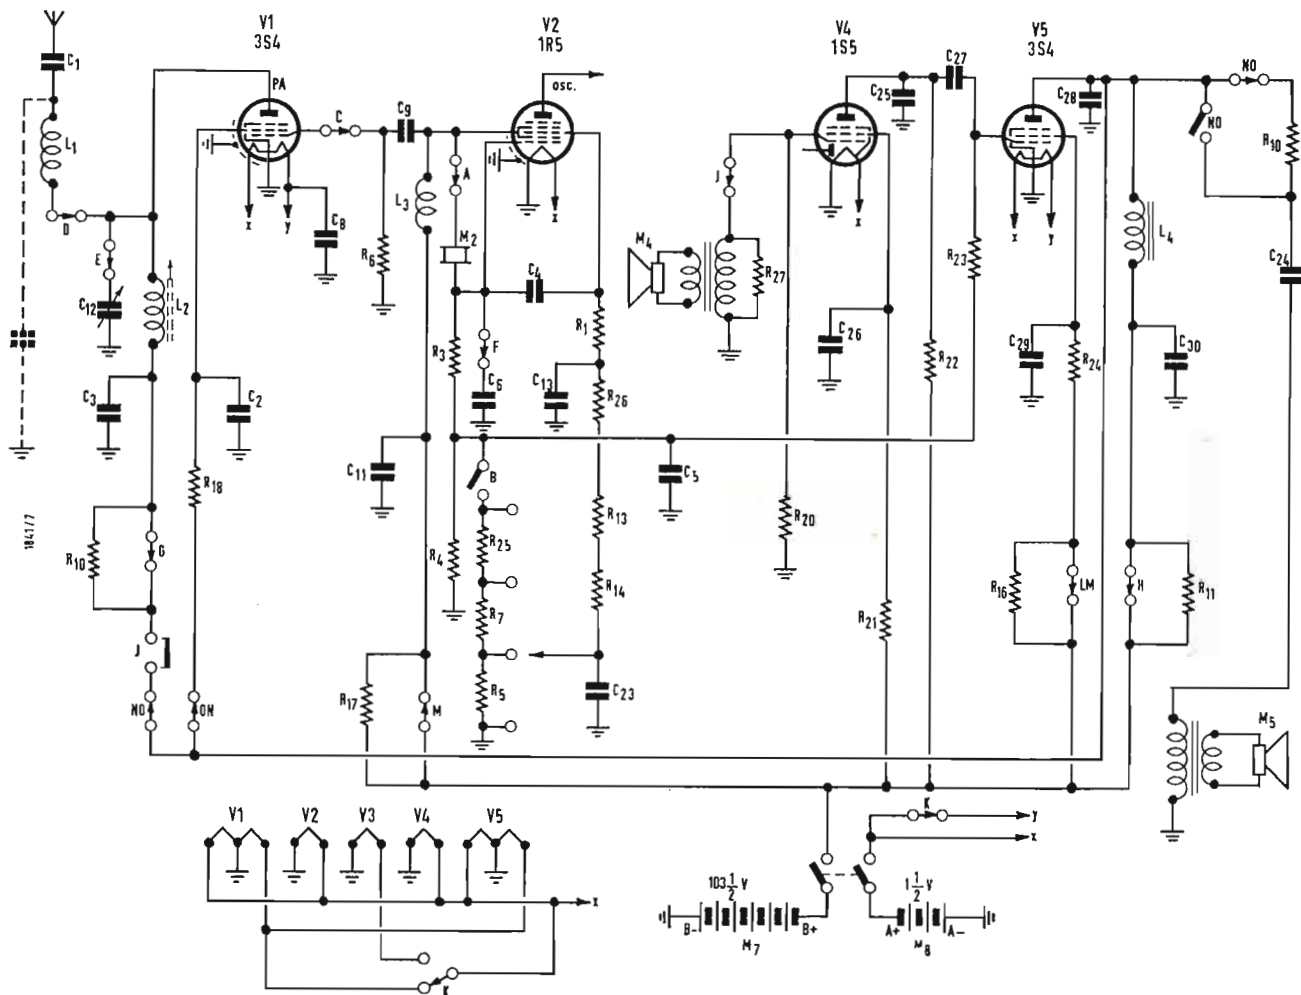 V1
3S4
V2
1R5
V4
1S5
V5
3S4
C1
PA
osc.
C
C9
C25
C27
C28
NO
NO
R10
L1
D
E
C12
L2
x
y
C8
R6
L3
A
M2
x
J
M4
R27
x
R23
x
y
L4
C24
C3
C2
R3
F
C6
C4
R1
C13
R26
C26
R22
C29
R24
C30
R18
C11
B
C5
1841/7
R10
G
R4
R25
R13
R20
R14
R7
R21
R16
LM
H
R11
J
NO
ON
R17
M
R5
C23
M5
V1
V2
V3
V4
V5
K
y
x
103 1/2 V
1 1/2 V
x
B-
B+
A+
A-
M7
M8
K